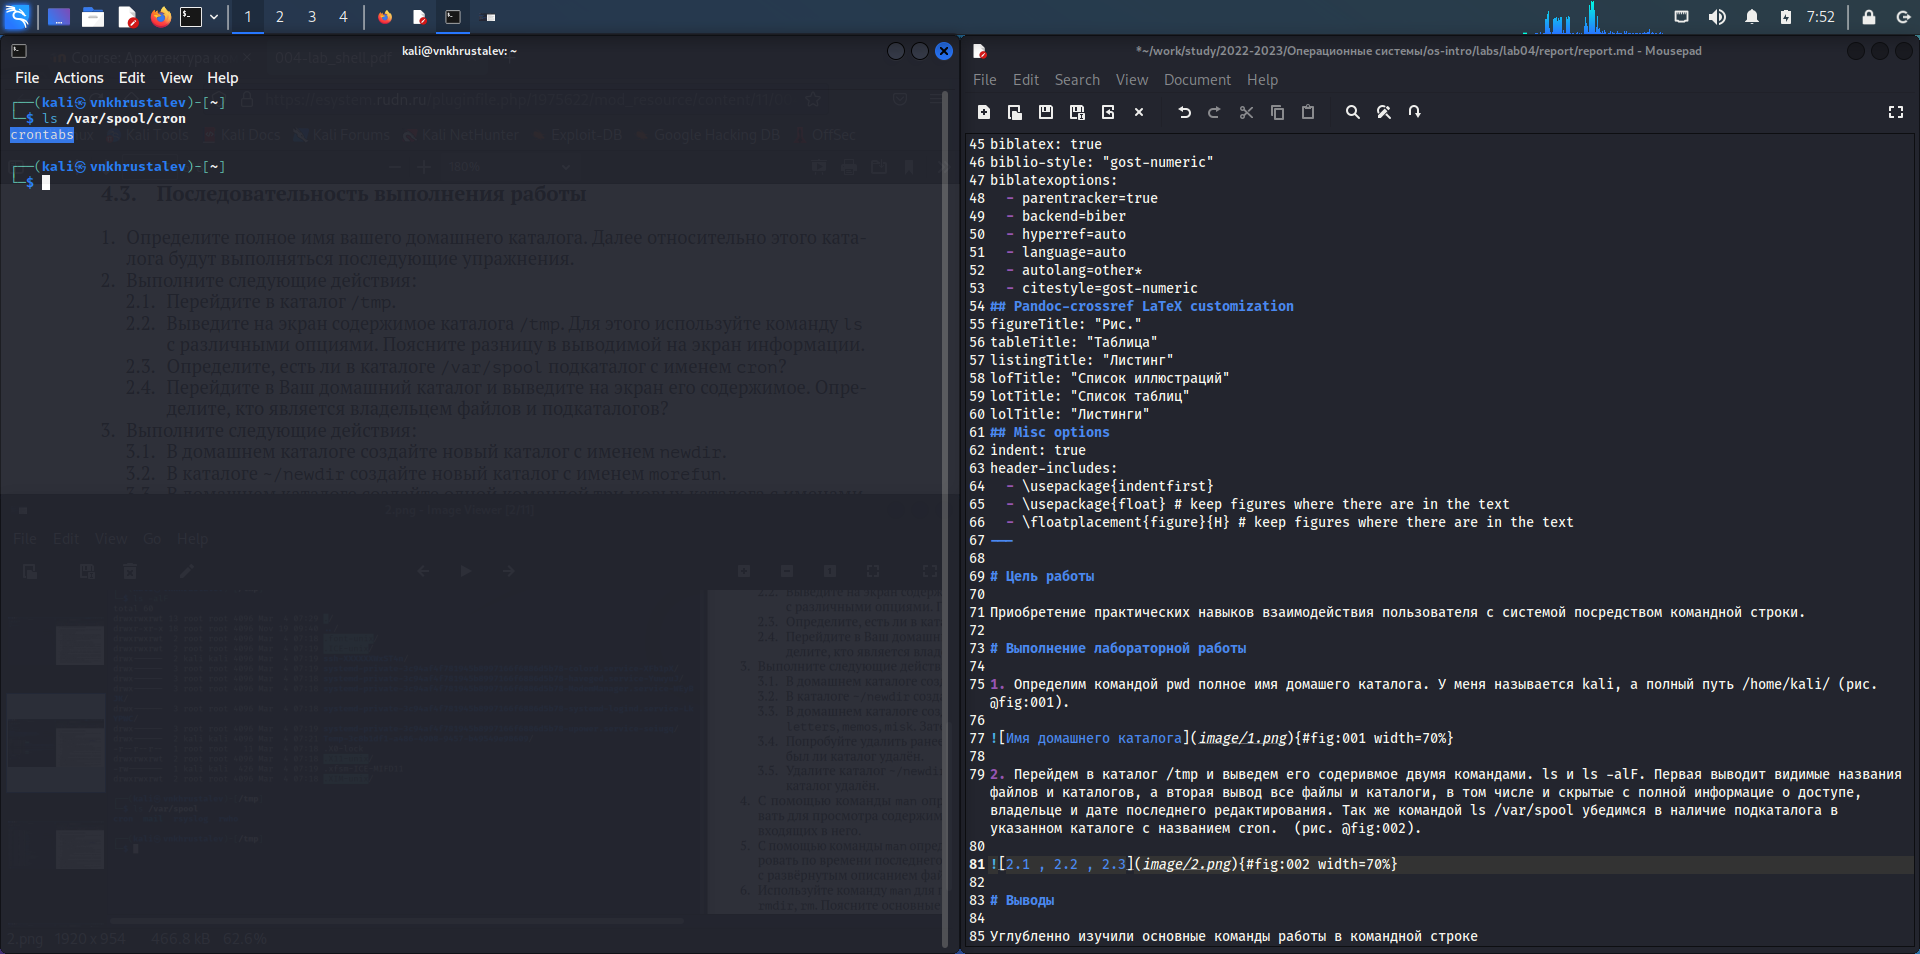 1 2 3 4
7:52
kali@vnkhrustalev: ~
File Actions Edit View Help
(kali㉿vnkhrustalev)-[~]
$ ls /var/spool/cron
crontabs
(kali㉿vnkhrustalev)-[~]
$
4.3. Последовательность выполнения работы
1. Определите полное имя вашего домашнего каталога. Далее относительно этого ката-
лога будут выполняться последующие упражнения.
2. Выполните следующие действия:
2.1. Перейдите в каталог /tmp.
2.2. Выведите на экран содержимое каталога /tmp. Для этого используйте команду ls
с различными опциями. Поясните разницу в выводимой на экран информации.
2.3. Определите, есть ли в каталоге /var/spool подкаталог с именем cron?
2.4. Перейдите в Ваш домашний каталог и выведите на экран его содержимое. Опре-
делите, кто является владельцем файлов и подкаталогов?
3. Выполните следующие действия:
3.1. В домашнем каталоге создайте новый каталог с именем newdir.
3.2. В каталоге ~/newdir создайте новый каталог с именем morefun.
2.png - Image Viewer [2/10]
File Edit View Go Help
2.png 1920 x 954 466.8 kB 62.6%
*~/work/study/2022-2023/Операционные системы/os-intro/labs/lab04/report/report.md - Mousepad
File Edit Search View Document Help
45 biblatex: true
46 biblio-style: "gost-numeric"
47 biblatexoptions:
48 - parentracker=true
49 - backend=biber
50 - hyperref=auto
51 - language=auto
52 - autolang=other*
53 - citestyle=gost-numeric
54 ## Pandoc-crossref LaTeX customization
55 figureTitle: "Рис."
56 tableTitle: "Таблица"
57 listingTitle: "Листинг"
58 lofTitle: "Список иллюстраций"
59 lotTitle: "Список таблиц"
60 lolTitle: "Листинги"
61 ## Misc options
62 indent: true
63 header-includes:
64 - \usepackage{indentfirst}
65 - \usepackage{float} # keep figures where there are in the text
66 - \floatplacement{figure}{H} # keep figures where there are in the text
67 ---
68
69 # Цель работы
70
71 Приобретение практических навыков взаимодействия пользователя с системой посредством командной строки.
72
73 # Выполнение лабораторной работы
74
75 1. Определим командой pwd полное имя домашего каталога. У меня называется kali, а полный путь /home/kali/ (рис.
@fig:001).
76
77 ![Имя домашнего каталога](image/1.png){#fig:001 width=70%}
78
79 2. Перейдем в каталог /tmp и выведем его содеривмое двумя командами. ls и ls -alF. Первая выводит видимые названия
файлов и каталогов, а вторая вывод все файлы и каталоги, в том числе и скрытые с полной информацие о доступе,
владельце и дате последнего редактирования. Так же командой ls /var/spool убедимся в наличие подкаталога в
указанном каталоге с названием cron. (рис. @fig:002).
80
81 ![2.1 , 2.2 , 2.3](image/2.png){#fig:002 width=70%}
82
83 # Выводы
84
85 Углубленно изучили основные команды работы в командной строке